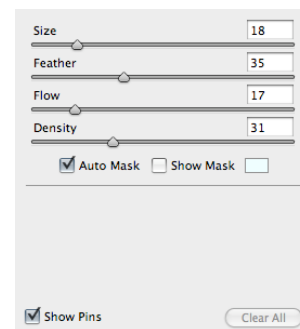 Size 18
Feather 35
Flow 17
Density 31
Auto Mask Show Mask
Show Pins Clear All